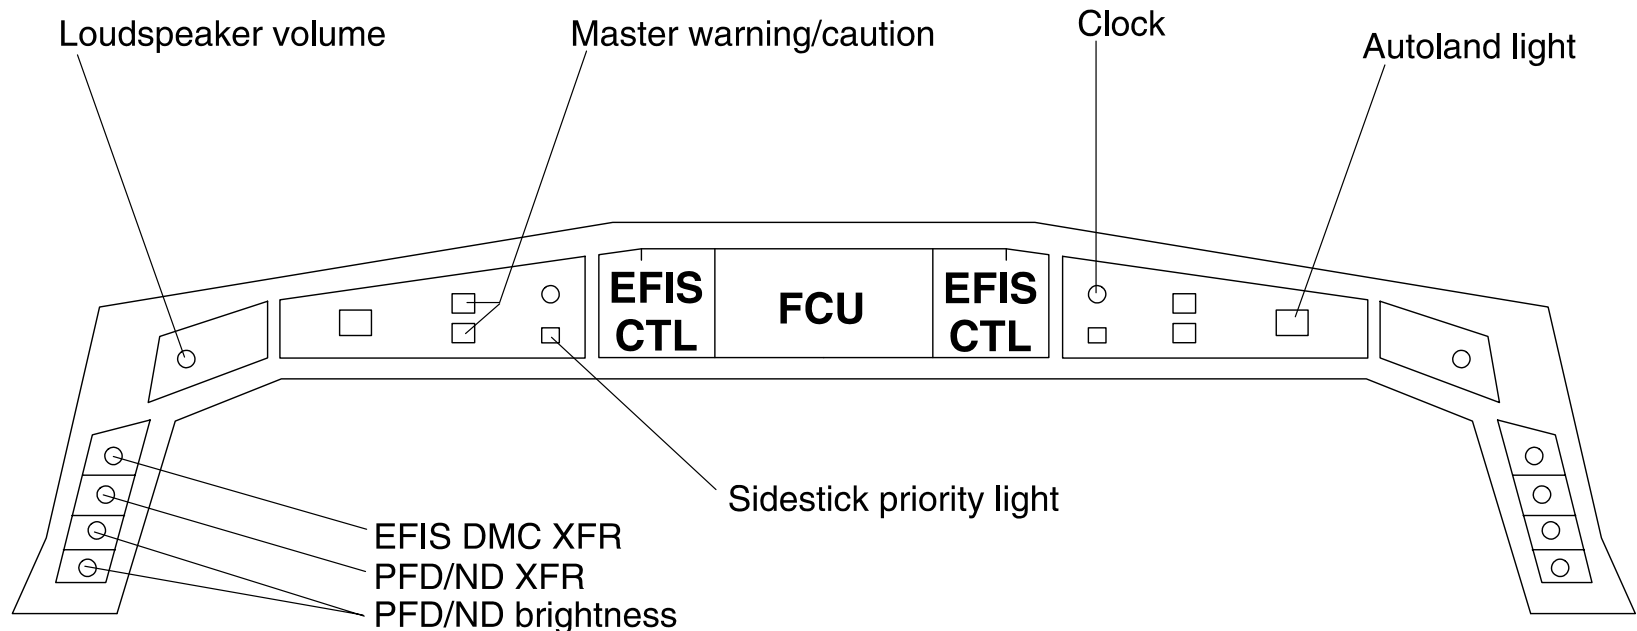 Loudspeaker volume
Master warning/caution
Clock
Autoland light
EFIS
CTL
FCU
EFIS
CTL
Sidestick priority light
EFIS DMC XFR
PFD/ND XFR
PFD/ND brightness